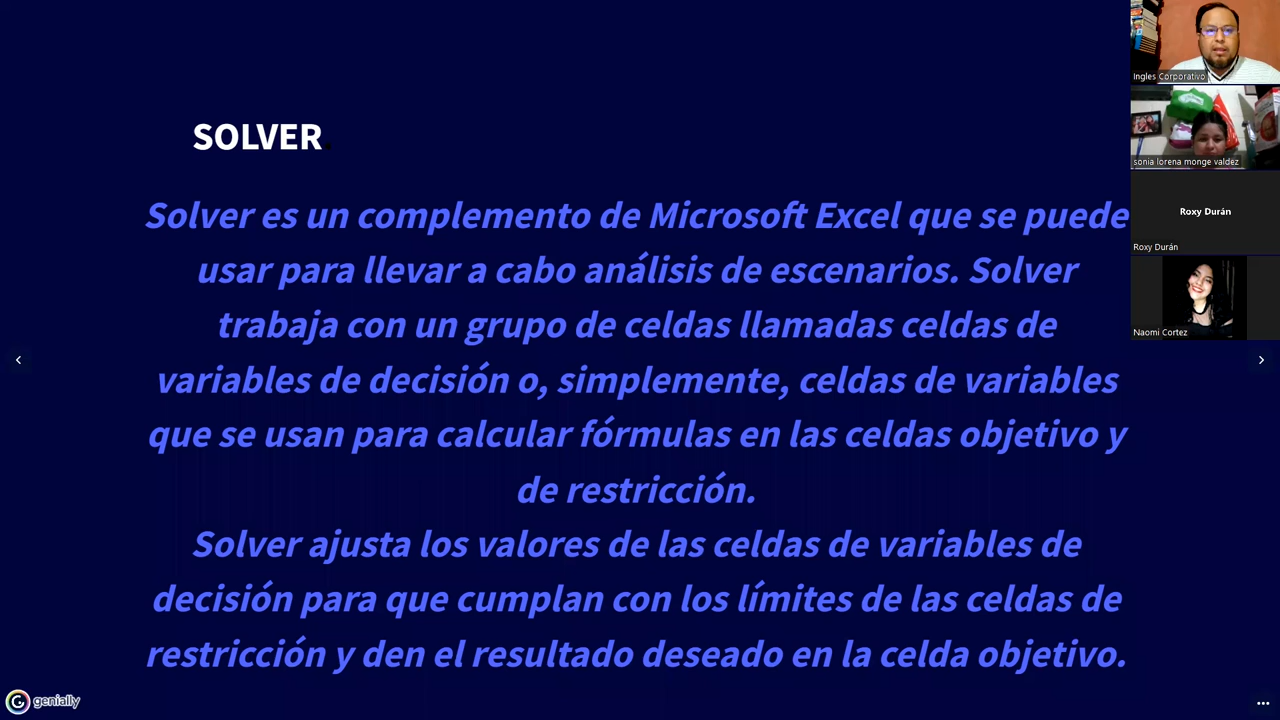 SOLVER.
Solver es un complemento de Microsoft Excel que se puede
usar para llevar a cabo análisis de escenarios. Solver
trabaja con un grupo de celdas llamadas celdas de
variables de decisión o, simplemente, celdas de variables
que se usan para calcular fórmulas en las celdas objetivo y
de restricción.
Solver ajusta los valores de las celdas de variables de
decisión para que cumplan con los límites de las celdas de
restricción y den el resultado deseado en la celda objetivo.
Ingles Corporativo
sonia lorena monge valdez
Roxy Durán
Roxy Durán
Naomi Cortez
genially